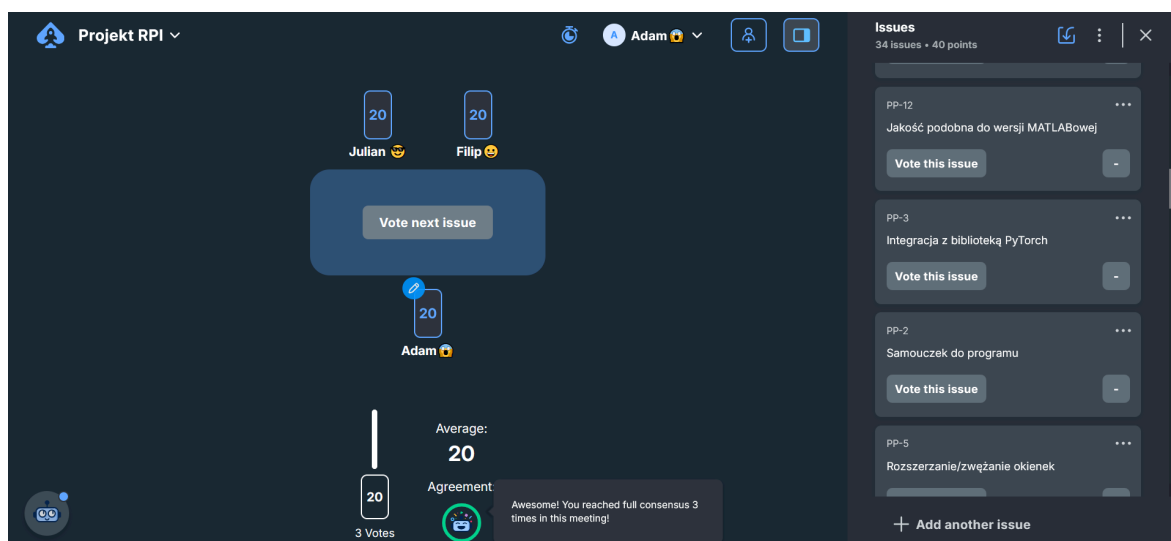 Projekt RPI
A Adam
Issues
34 issues • 40 points
20
20
Julian
Filip
Vote next issue
20
Adam
Average:
20
Agreement:
20
3 Votes
Awesome! You reached full consensus 3
times in this meeting!
PP-12
Jakość podobna do wersji MATLABowej
Vote this issue
-
PP-3
Integracja z biblioteką PyTorch
Vote this issue
-
PP-2
Samouczek do programu
Vote this issue
-
PP-5
Rozszerzanie/zwężanie okienek
+ Add another issue